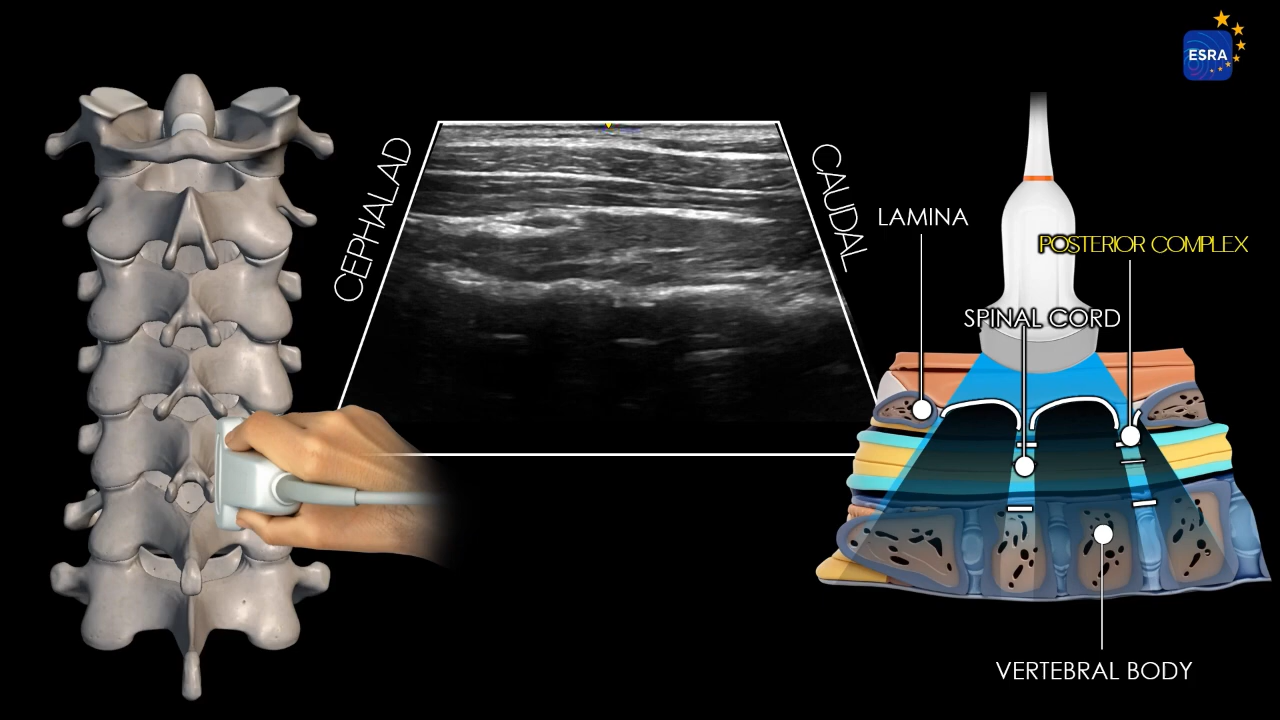 ESRA
CEPHALAD
CAUDAL
LAMINA
POSTERIOR COMPLEX
SPINAL CORD
VERTEBRAL BODY